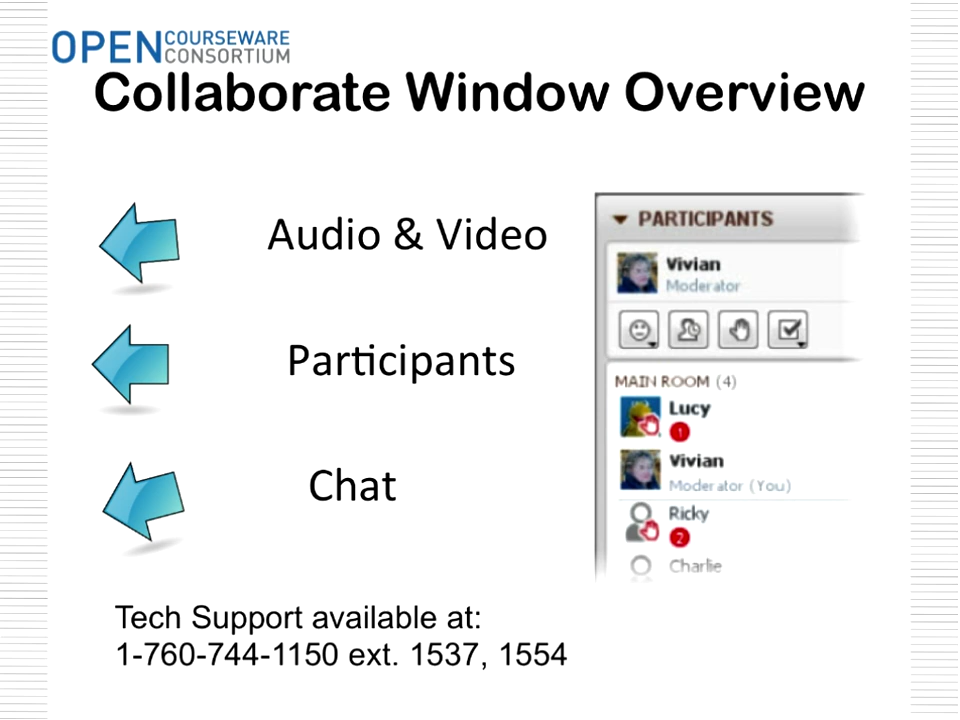 OPEN COURSEWARE CONSORTIUM
Collaborate Window Overview
Audio & Video
Participants
Chat
PARTICIPANTS
Vivian
Moderator
MAIN ROOM (4)
Lucy
1
Vivian
Moderator (You)
Ricky
2
Charlie
Tech Support available at:
1-760-744-1150 ext. 1537, 1554